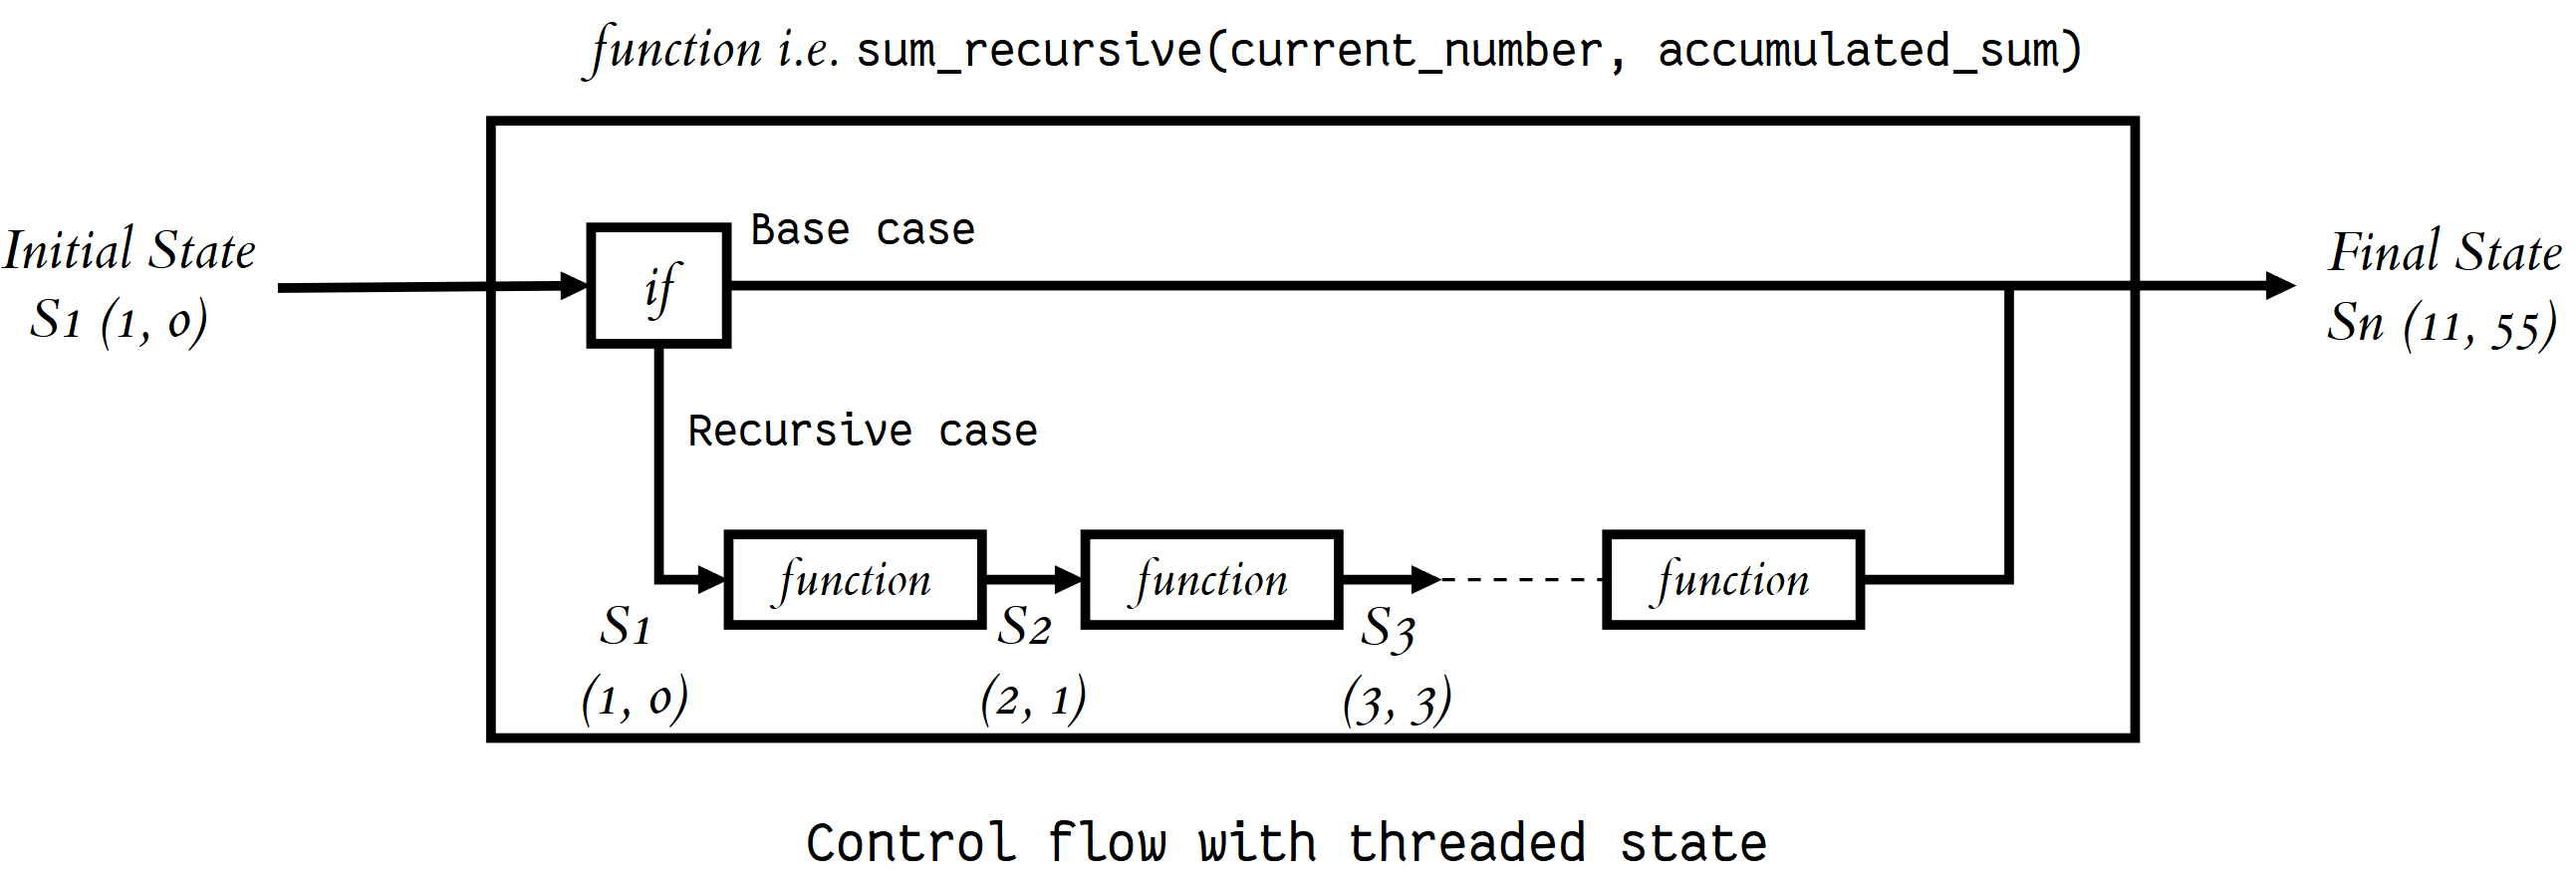 function i.e. sum_recursive(current_number, accumulated_sum)
Base case
Initial State
S1 (1, 0)
if
Final State
Sn (11, 55)
Recursive case
function
function
function
S1
(1, 0)
S2
(2, 1)
S3
(3, 3)
Control flow with threaded state